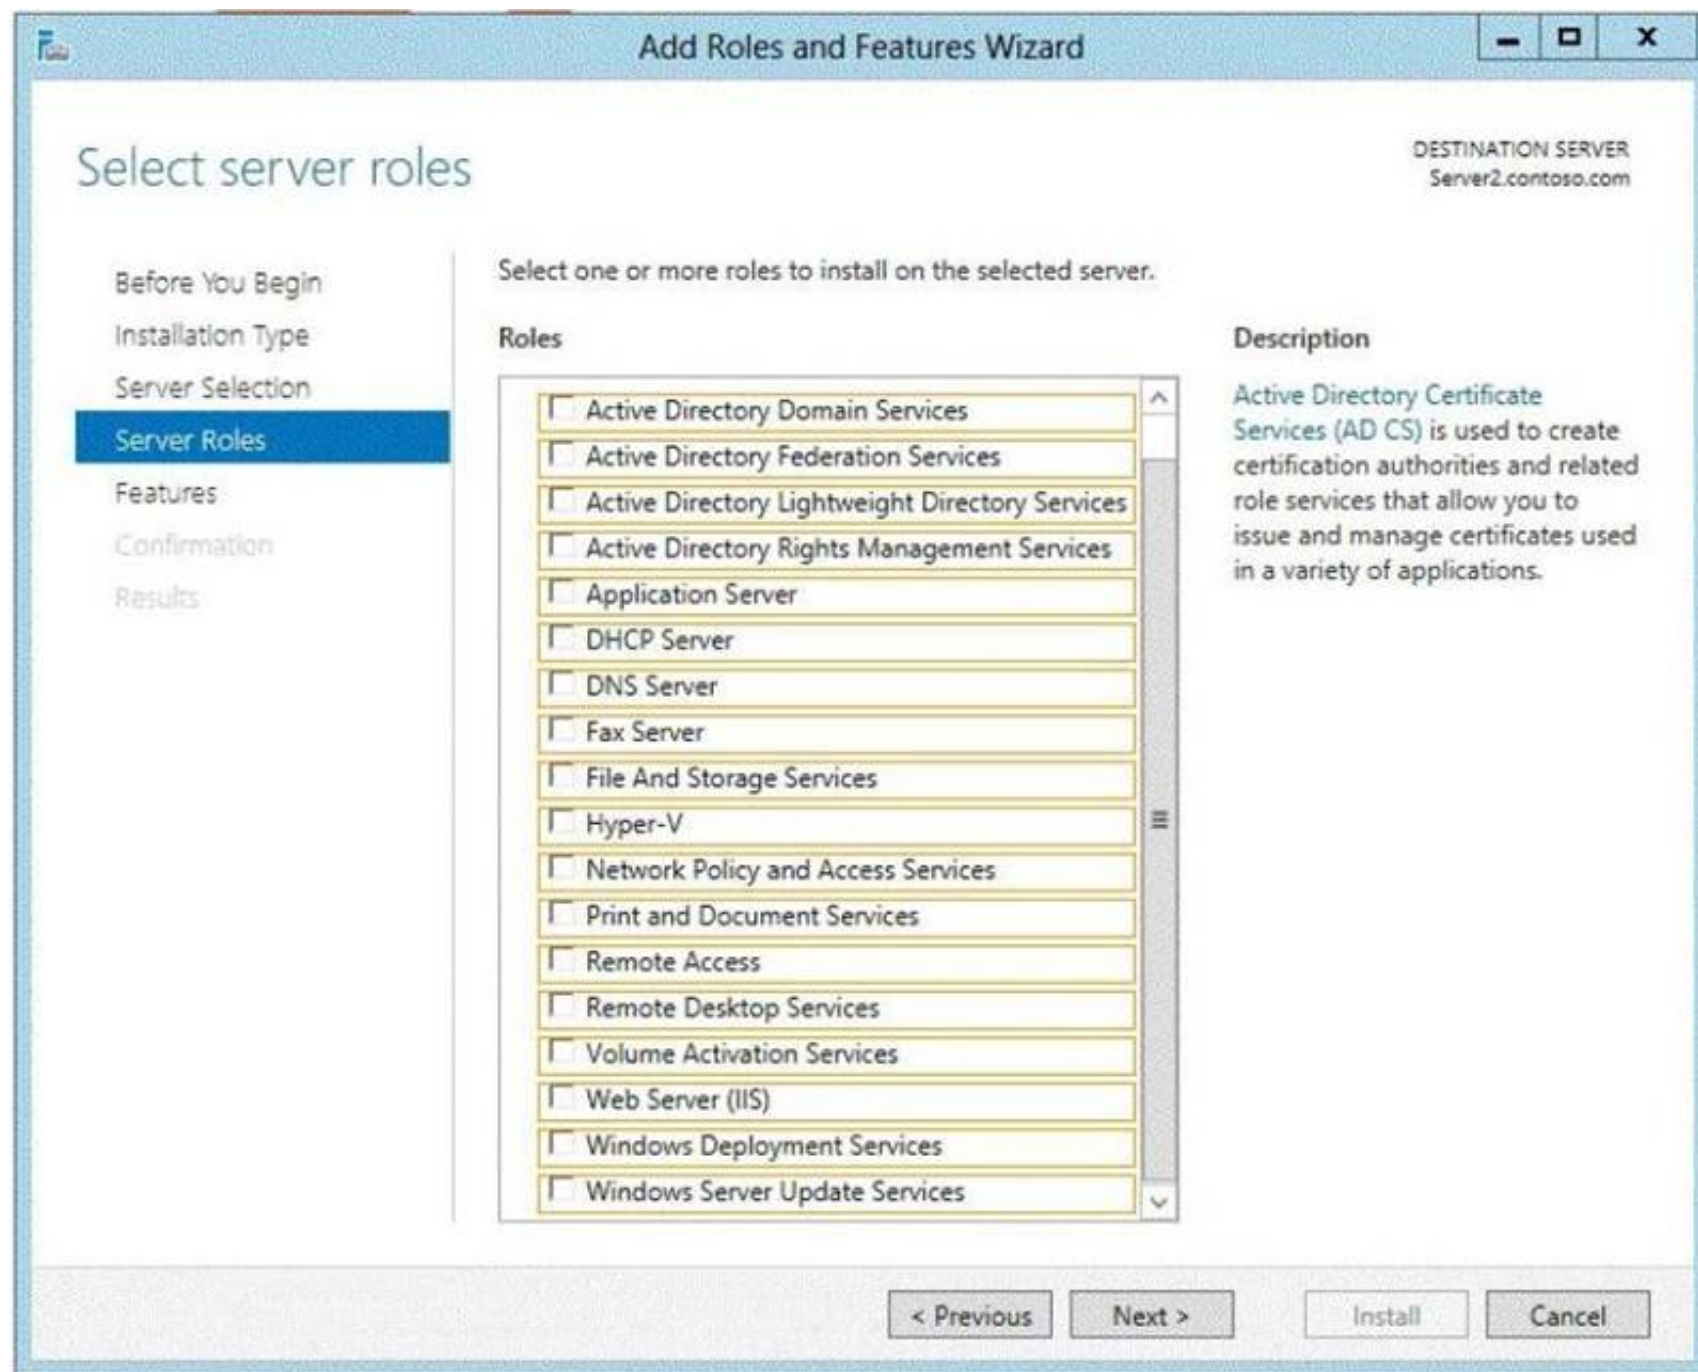 Add Roles and Features Wizard
Select server roles
DESTINATION SERVER
Server2.contoso.com
Before You Begin
Installation Type
Server Selection
Server Roles
Features
Confirmation
Results
Select one or more roles to install on the selected server.
Roles
Active Directory Domain Services
Active Directory Federation Services
Active Directory Lightweight Directory Services
Active Directory Rights Management Services
Application Server
DHCP Server
DNS Server
Fax Server
File And Storage Services
Hyper-V
Network Policy and Access Services
Print and Document Services
Remote Access
Remote Desktop Services
Volume Activation Services
Web Server (IIS)
Windows Deployment Services
Windows Server Update Services
Description
Active Directory Certificate
Services (AD CS) is used to create
certification authorities and related
role services that allow you to
issue and manage certificates used
in a variety of applications.
< Previous
Next >
Install
Cancel